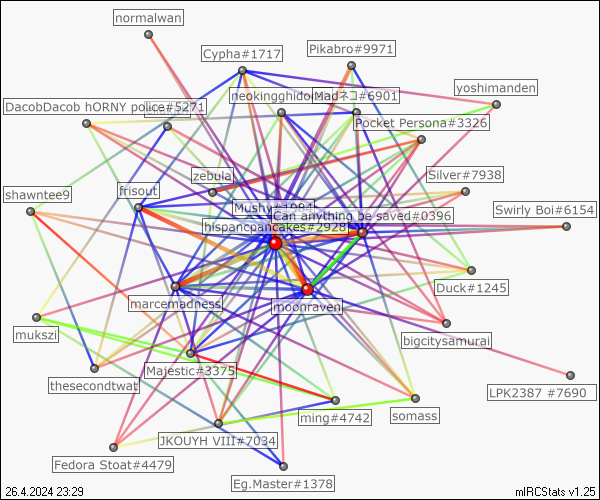 normalwan
Cypha#1717
Pikabro#9971
yoshimanden
neokingghido
Madネコ#6901
DacobDacob hORNY police#5271
Pocket Persona#3326
zebula
Silver#7938
shawntee9
frisout
Mushy#1984
Can anything be saved#0396
Swirly Boi#6154
hispancpancakes#2928
Duck#1245
marcemadness
moonraven
mukszi
bigcitysamurai
Majestic#3375
thesecondtwat
LPK2387 #7690
ming#4742
somass
JKOUYH VIII#7034
Fedora Stoat#4479
Eg.Master#1378
26.4.2024 23:29
mIRCStats v1.25